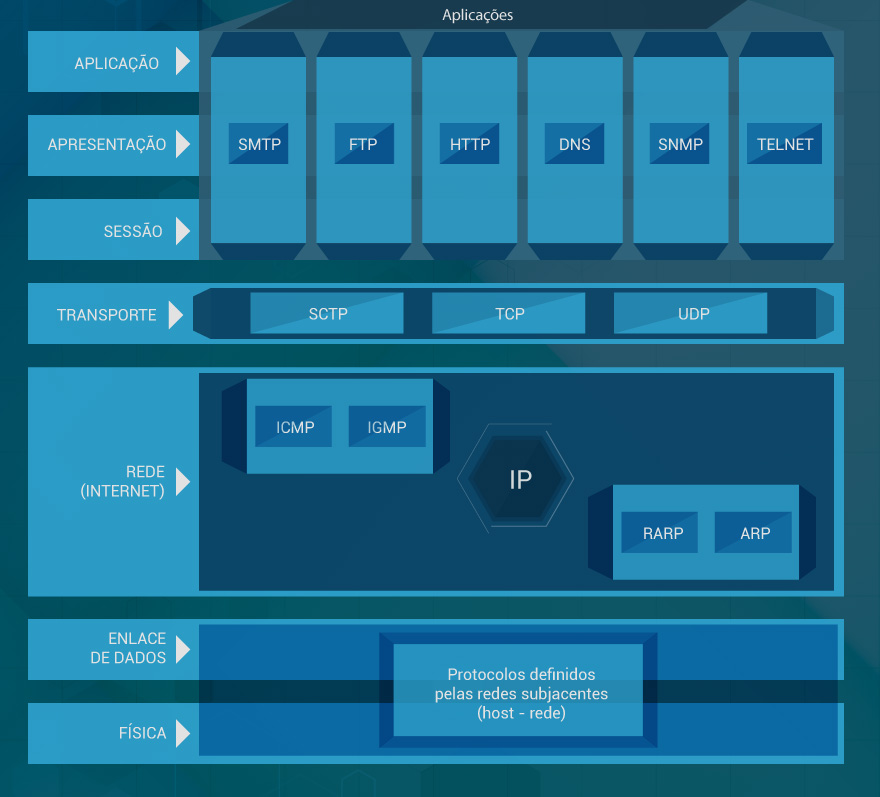 Aplicações
APLICAÇÃO
APRESENTAÇÃO
SMTP
FTP
HTTP
DNS
SNMP
TELNET
SESSÃO
TRANSPORTE
SCTP
TCP
UDP
ICMP
IGMP
IP
REDE
(INTERNET)
RARP
ARP
ENLACE
DE DADOS
Protocolos definidos
pelas redes subjacentes
(host - rede)
FÍSICA